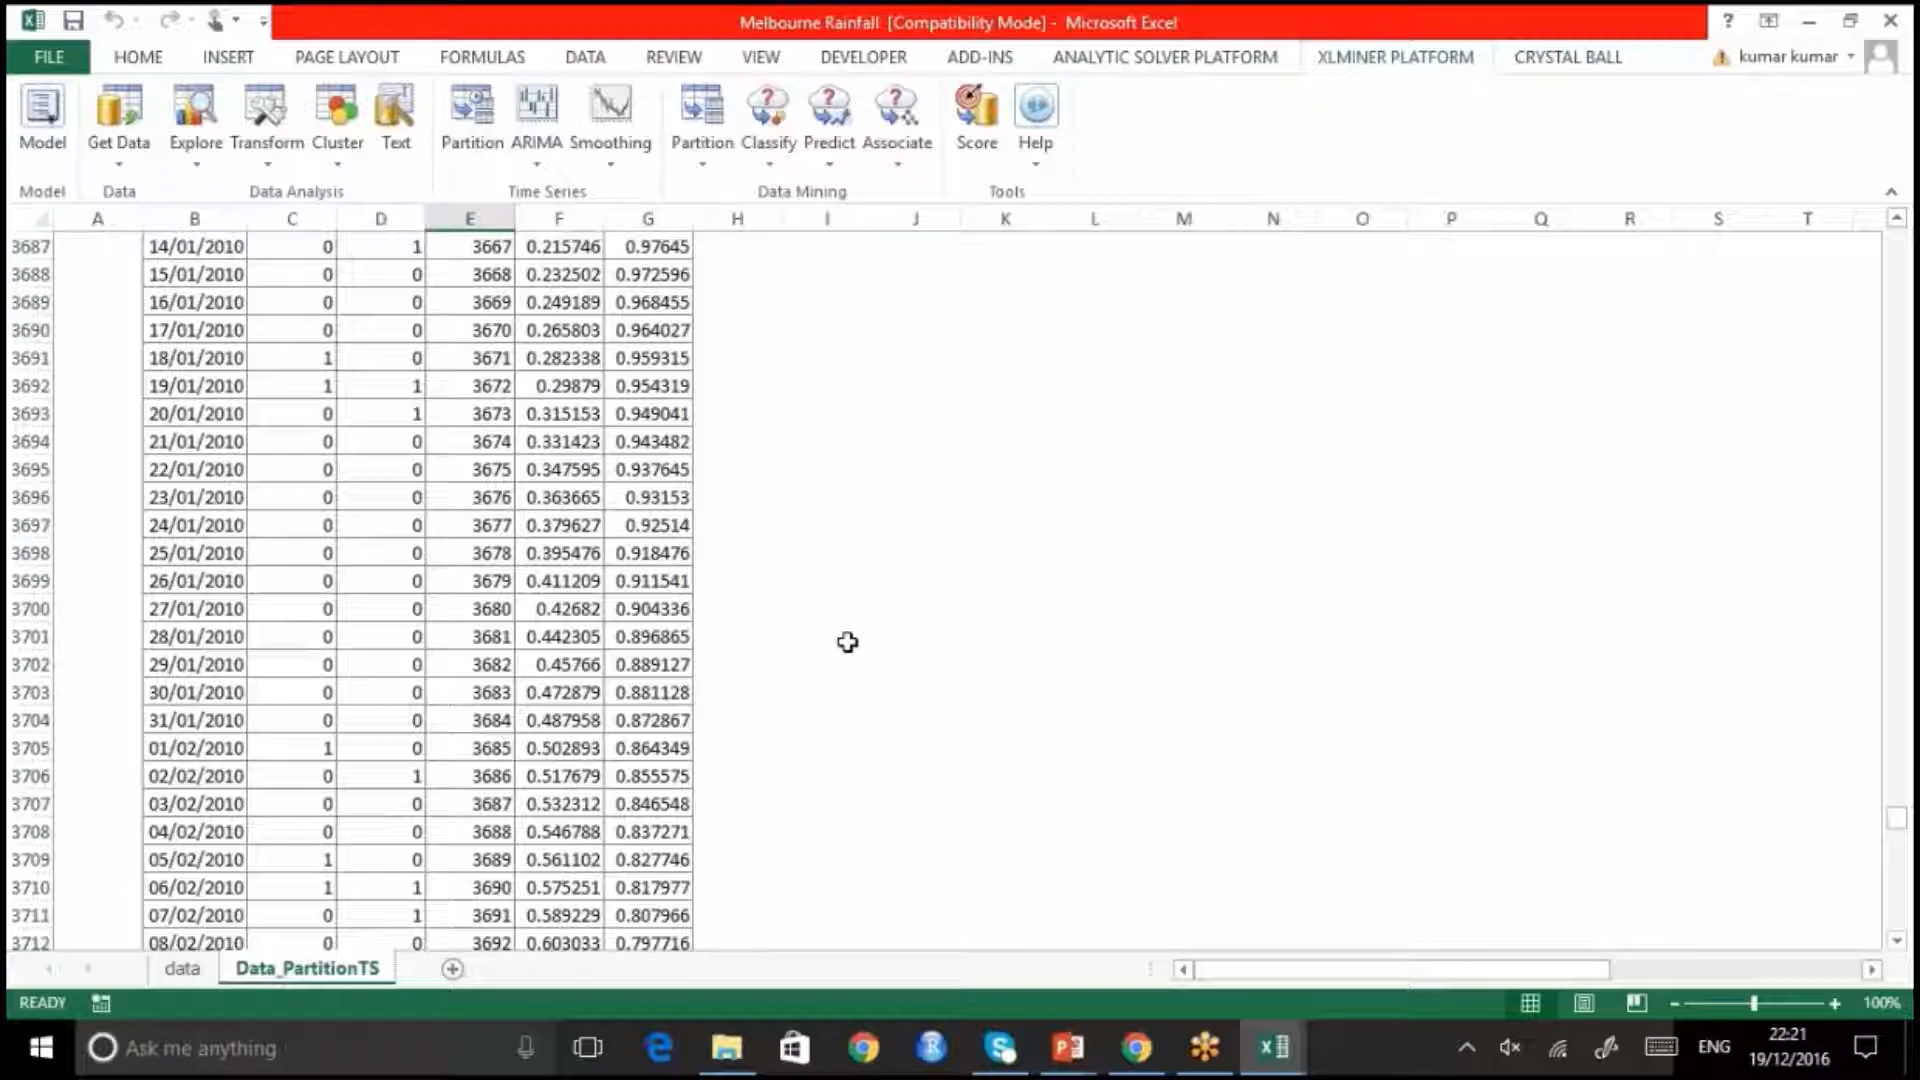 Melbourne Rainfall [Compatibility Mode] - Microsoft Excel
?
FILE HOME INSERT PAGE LAYOUT FORMULAS DATA REVIEW VIEW DEVELOPER ADD-INS ANALYTIC SOLVER PLATFORM XLMINER PLATFORM CRYSTAL BALL kumar kumar
Model Get Data Explore Transform Cluster Text Partition ARIMA Smoothing Partition Classify Predict Associate Score Help
Model Data Data Analysis Time Series Data Mining Tools
A B C D E F G H I J K L M N O P Q R S T
3687 14/01/2010 0 1 3667 0.215746 0.97645
3688 15/01/2010 0 0 3668 0.232502 0.972596
3689 16/01/2010 0 0 3669 0.249189 0.968455
3690 17/01/2010 0 0 3670 0.265803 0.964027
3691 18/01/2010 1 0 3671 0.282338 0.959315
3692 19/01/2010 1 1 3672 0.29879 0.954319
3693 20/01/2010 0 1 3673 0.315153 0.949041
3694 21/01/2010 0 0 3674 0.331423 0.943482
3695 22/01/2010 0 0 3675 0.347595 0.937645
3696 23/01/2010 0 0 3676 0.363665 0.93153
3697 24/01/2010 0 0 3677 0.379627 0.92514
3698 25/01/2010 0 0 3678 0.395476 0.918476
3699 26/01/2010 0 0 3679 0.411209 0.911541
3700 27/01/2010 0 0 3680 0.42682 0.904336
3701 28/01/2010 0 0 3681 0.442305 0.896865
3702 29/01/2010 0 0 3682 0.45766 0.889127
3703 30/01/2010 0 0 3683 0.472879 0.881128
3704 31/01/2010 0 0 3684 0.487958 0.872867
3705 01/02/2010 1 0 3685 0.502893 0.864349
3706 02/02/2010 0 1 3686 0.517679 0.855575
3707 03/02/2010 0 0 3687 0.532312 0.846548
3708 04/02/2010 0 0 3688 0.546788 0.837271
3709 05/02/2010 1 0 3689 0.561102 0.827746
3710 06/02/2010 1 1 3690 0.575251 0.817977
3711 07/02/2010 0 1 3691 0.589229 0.807966
3712 08/02/2010 0 0 3692 0.603033 0.797716
data Data_PartitionTS
READY 100%
Ask me anything ENG 22:21
19/12/2016